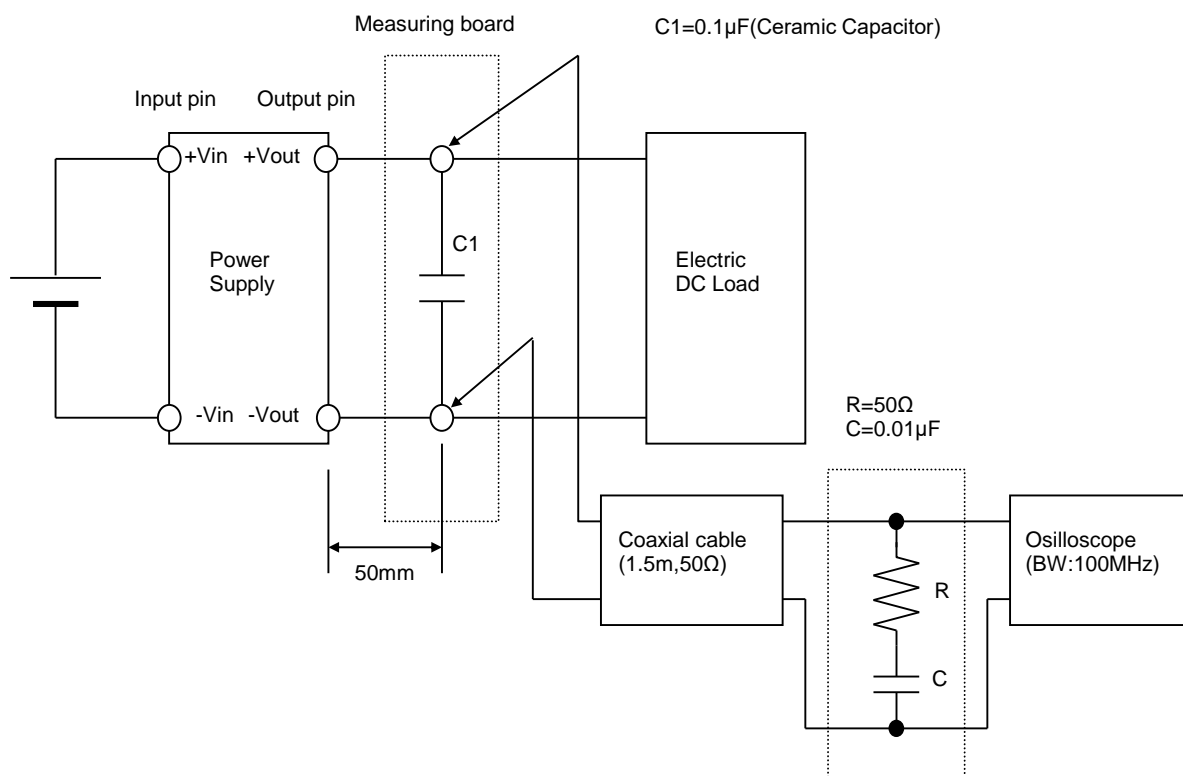 Measuring board
C1=0.1µF(Ceramic Capacitor)
Input pin
Output pin
+Vin
+Vout
C1
Power
Supply
Electric
DC Load
-Vin
-Vout
R=50Ω
C=0.01µF
50mm
Coaxial cable
(1.5m,50Ω)
R
C
Osilloscope
(BW:100MHz)